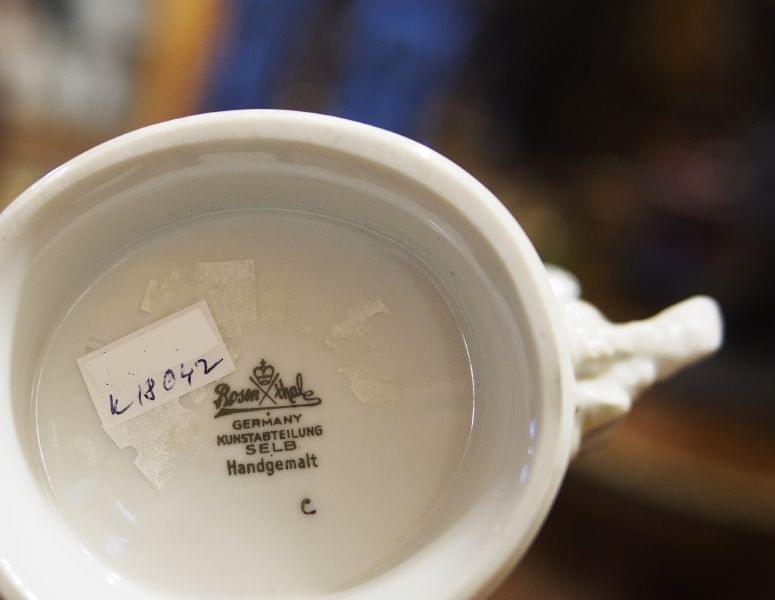 K 18042
Rosenthal
GERMANY
KUNSTABTEILUNG
SELB
Handgemalt
C